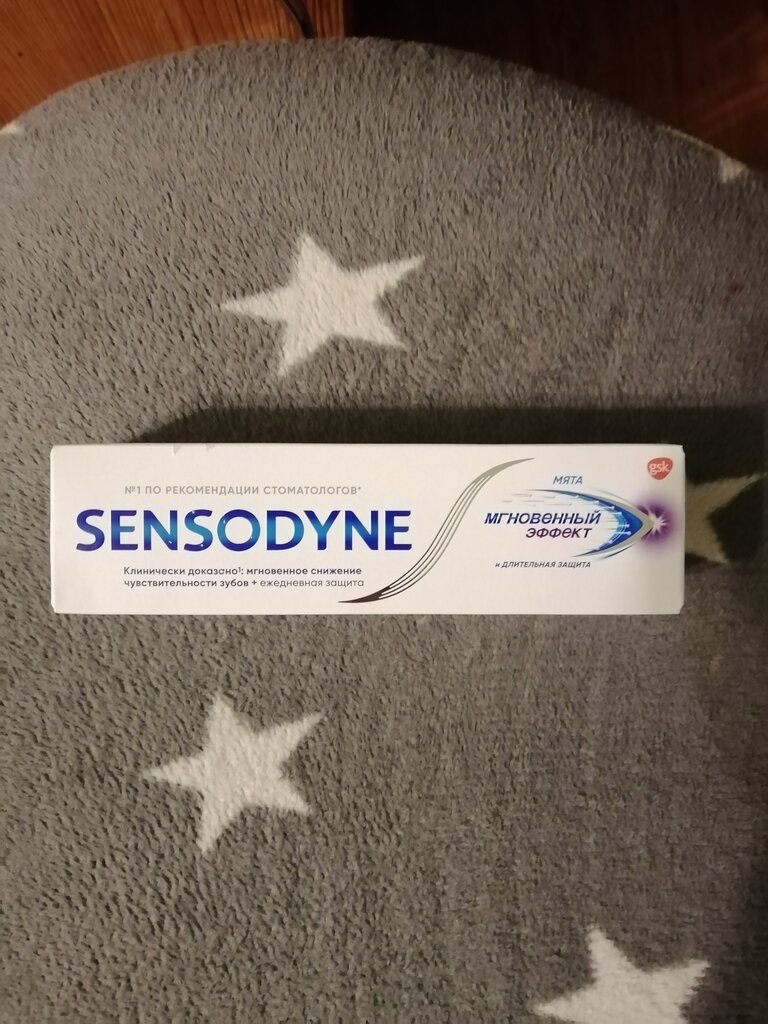 №1 ПО РЕКОМЕНДАЦИИ СТОМАТОЛОГОВ*
SENSODYNE
Клинически доказано¹: мгновенное снижение
чувствительности зубов + ежедневная защита
МЯТА
МГНОВЕННЫЙ
ЭФФЕКТ
и ДЛИТЕЛЬНАЯ ЗАЩИТА
gsk